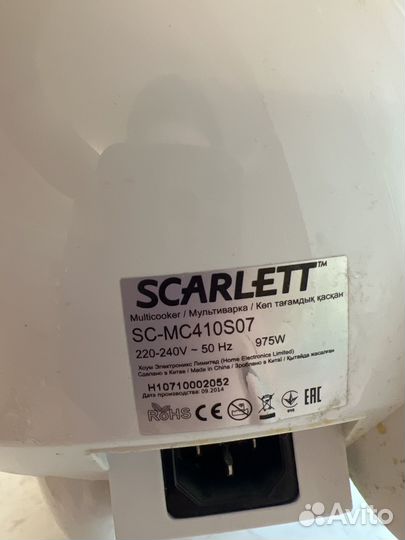 SCARLETT™
Multicooker / Мультиварка / Көп тағамдық қасқан
SC-MC410S07
220-240V ~ 50 Hz 975W
Хоум Электроникс Лимитед (Home Electronics Limited)
Сделано в Китае / Made in China / Зроблено в Китаї / Қытайда жасалған
H10710002052
Дата производства: 09.2014
RoHS CE EAC
Avito